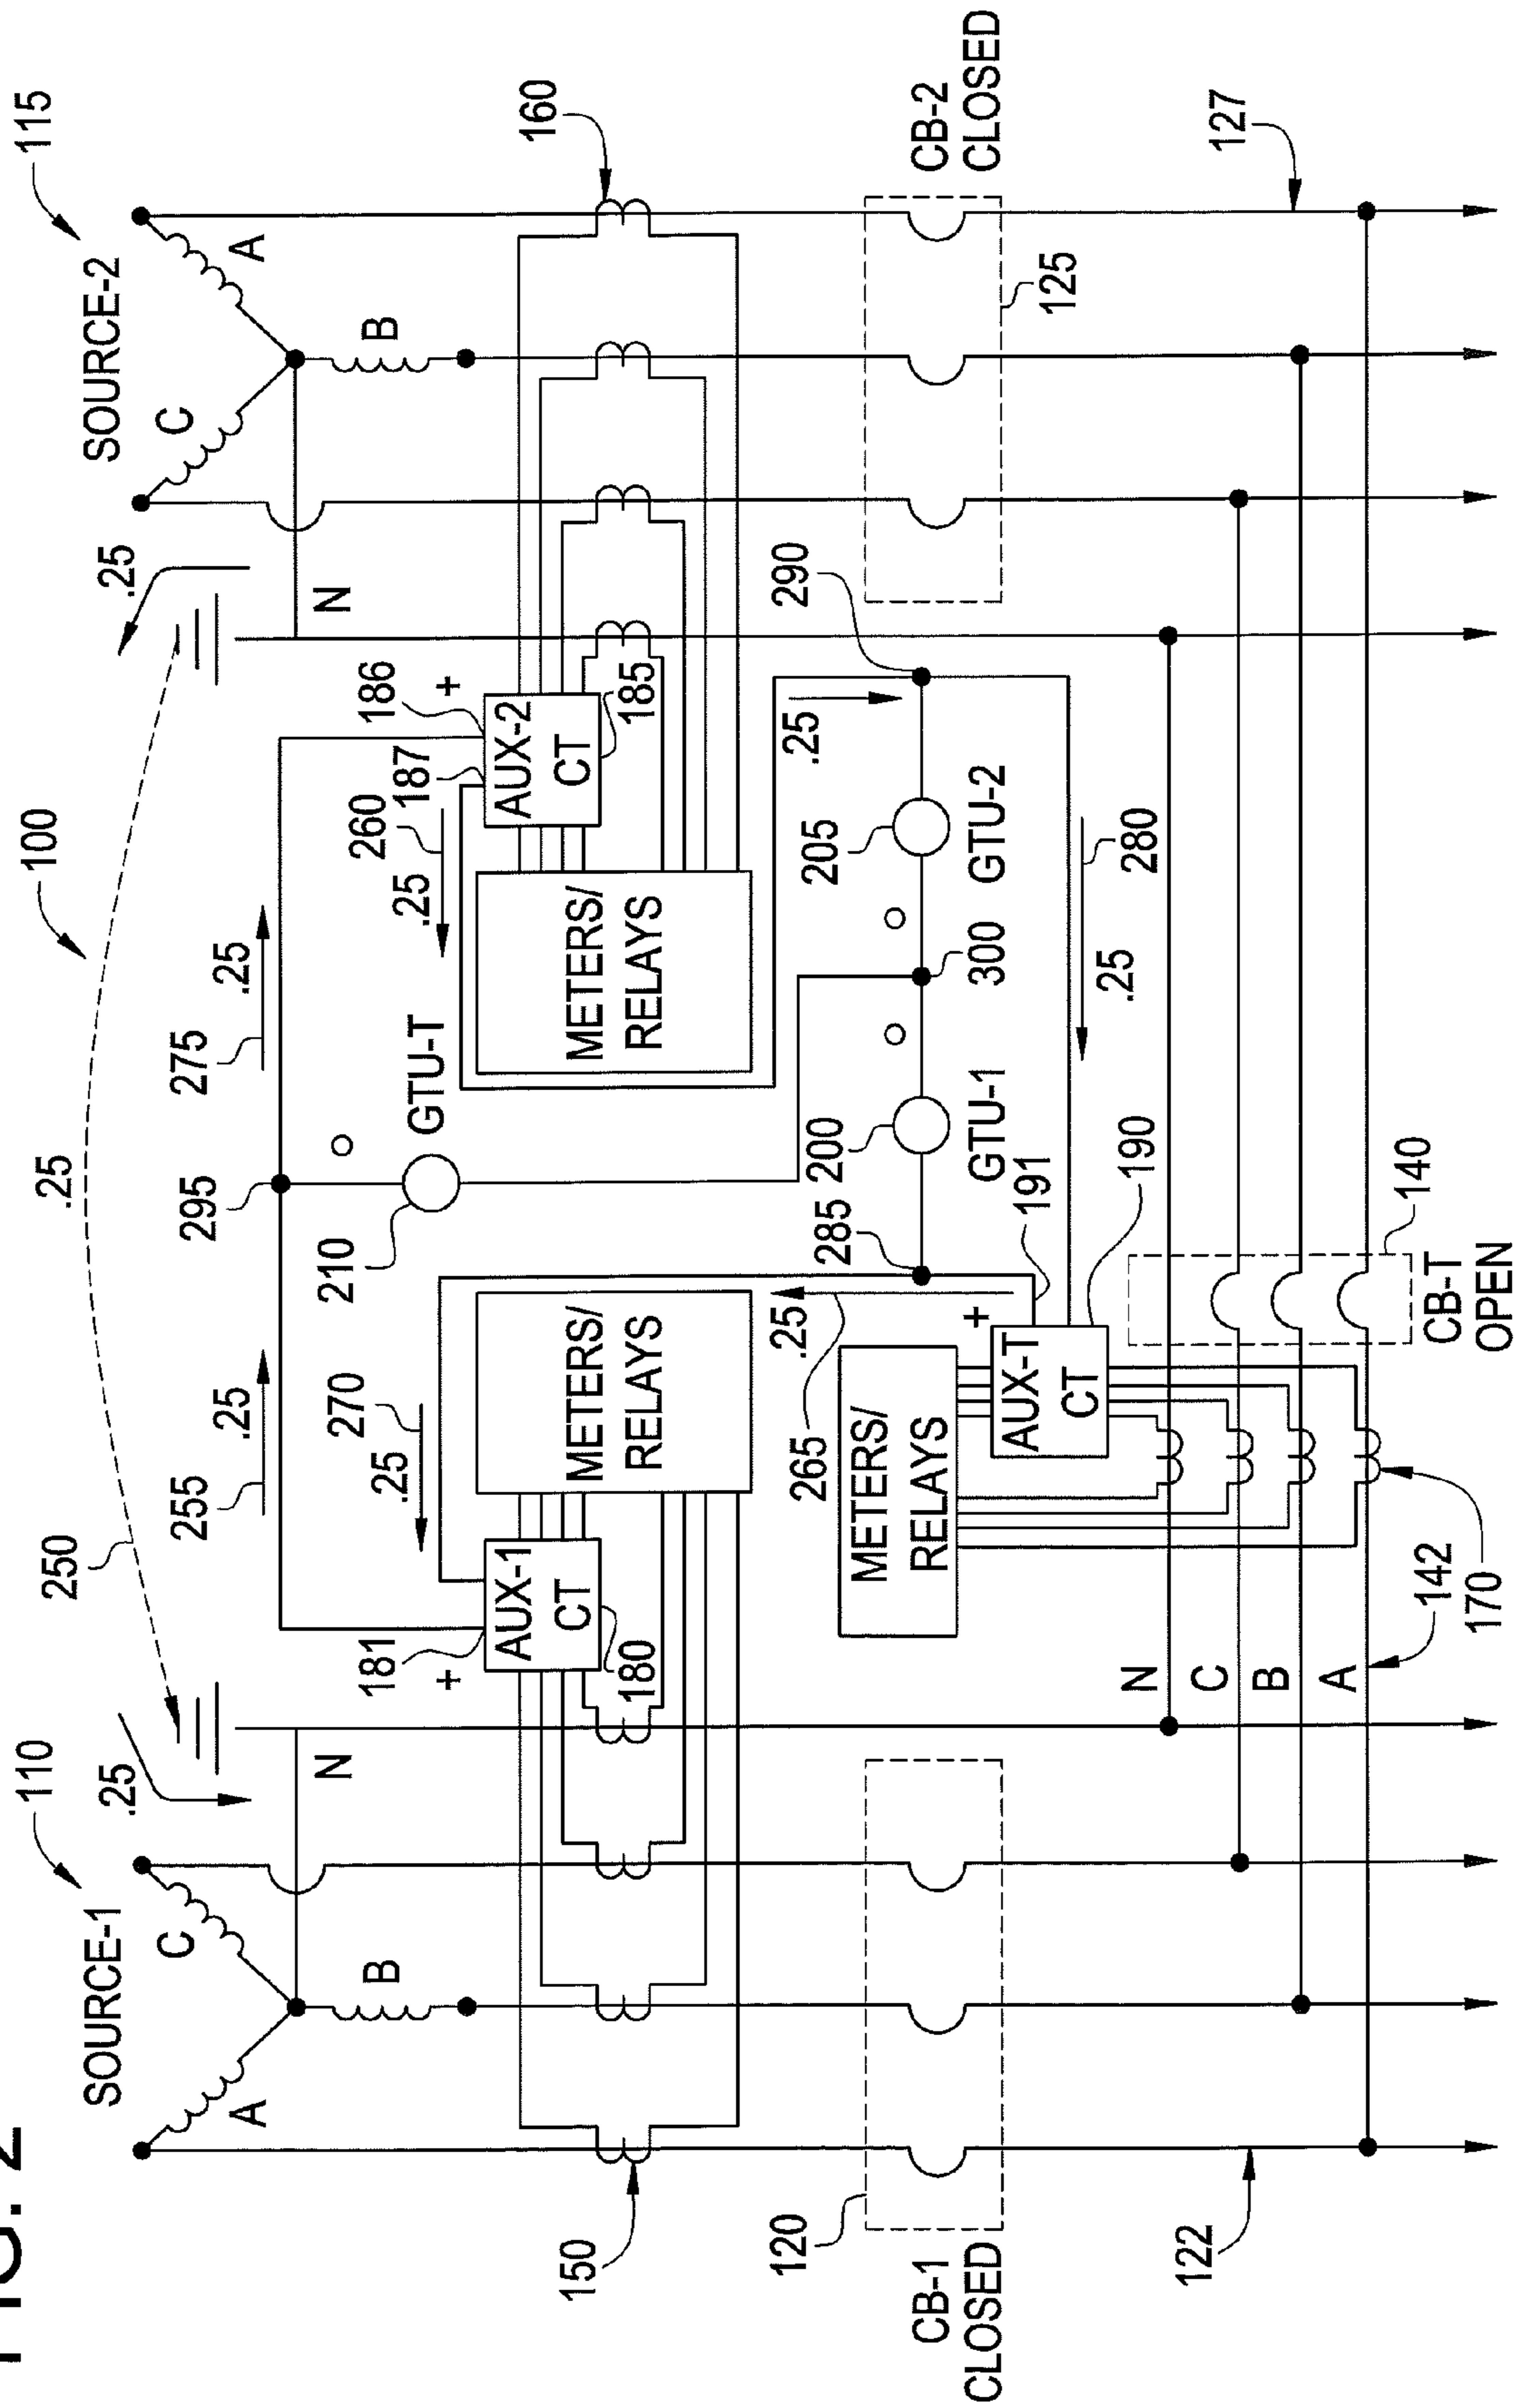 FIG. 2
100
250
.25
SOURCE-1
110
SOURCE-2
115
.25
.25
A
C
B
N
C
A
B
N
255
.25
295
275
.25
181
+
270
.25
210
GTU-T
260
.25
187
186
+
AUX-1
CT
180
METERS/
RELAYS
METERS/
RELAYS
AUX-2
CT
185
150
160
120
CB-1
CLOSED
265
.25
285
200
GTU-1
300
205
GTU-2
.25
290
CB-2
CLOSED
125
METERS/
RELAYS
+
AUX-T
CT
191
190
.25
280
N
C
B
A
122
142
170
140
CB-T
OPEN
127